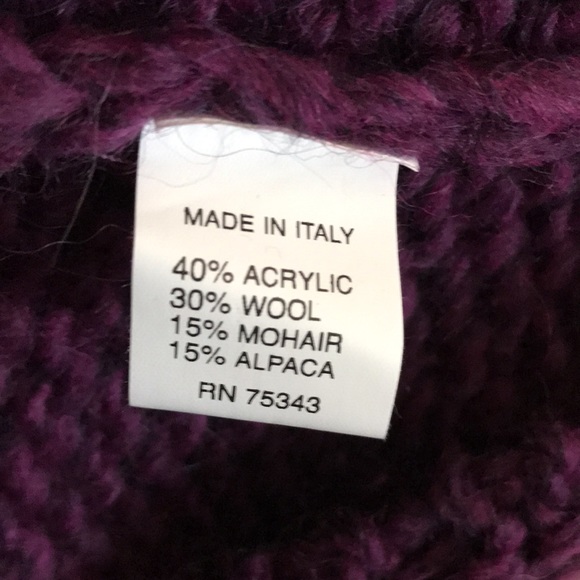 MADE IN ITALY
40% ACRYLIC
30% WOOL
15% MOHAIR
15% ALPACA
RN 75343